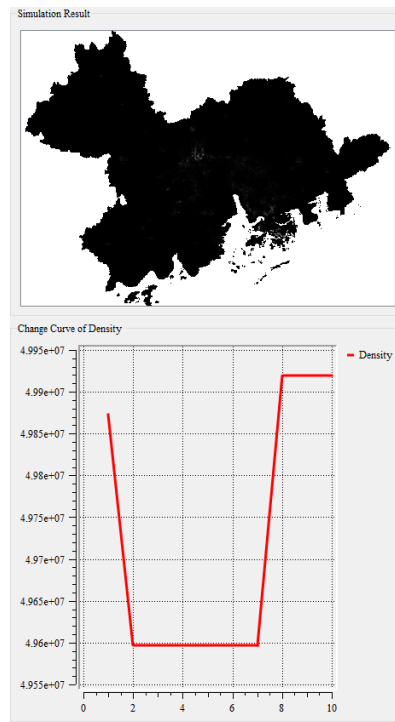 Simulation Result
Change Curve of Density
4.995e+07
4.99e+07
4.985e+07
4.98e+07
4.975e+07
4.97e+07
4.965e+07
4.96e+07
4.955e+07
Density
0 2 4 6 8 10